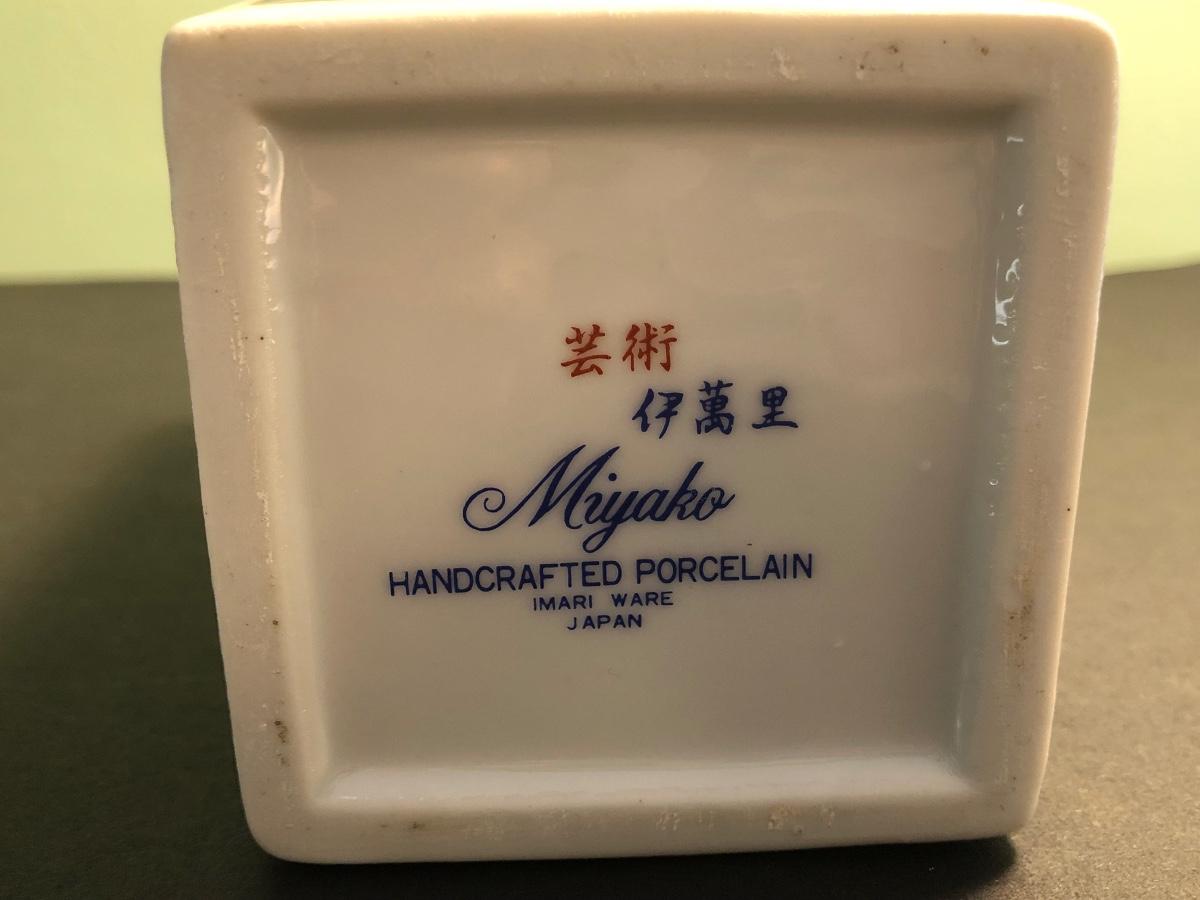 芸術
伊萬里
Miyako
HANDCRAFTED PORCELAIN
IMARI WARE
JAPAN